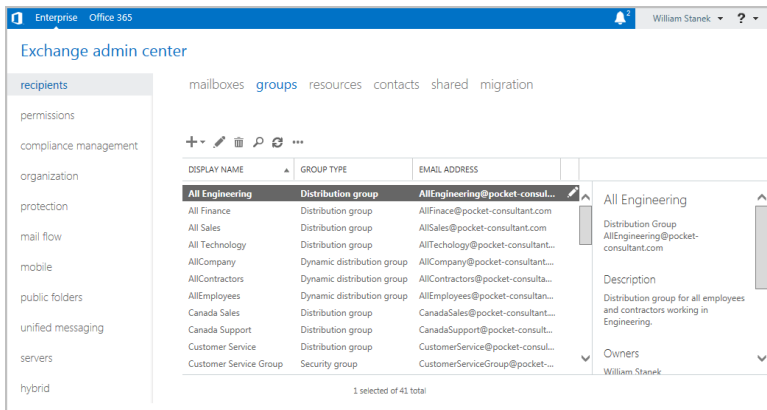 Enterprise Office 365 2 William Stanek ?
Exchange admin center
recipients
permissions
compliance management
organization
protection
mail flow
mobile
public folders
unified messaging
servers
hybrid
mailboxes groups resources contacts shared migration
DISPLAY NAME GROUP TYPE EMAIL ADDRESS
All Engineering Distribution group AllEngineering@pocket-consul...
All Finance Distribution group AllFinace@pocket-consultant.com
All Sales Distribution group AllSales@pocket-consultant.com
All Technology Distribution group AllTechology@pocket-consultant...
AllCompany Dynamic distribution group AllCompany@pocket-consultant....
AllContractors Dynamic distribution group AllContractors@pocket-consulta...
AllEmployees Dynamic distribution group AllEmployees@pocket-consultan...
Canada Sales Distribution group CanadaSales@pocket-consultant....
Canada Support Distribution group CanadaSupport@pocket-consult...
Customer Service Distribution group CustomerService@pocket-consul...
Customer Service Group Security group CustomerServiceGroup@pocket-...
1 selected of 41 total
All Engineering
Distribution Group
AllEngineering@pocket-
consultant.com
Description
Distribution group for all employees
and contractors working in
Engineering.
Owners
William Stanek